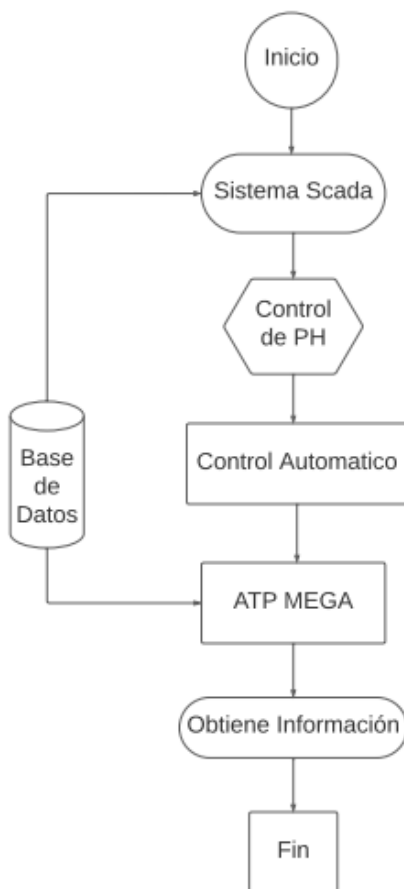 Inicio
Sistema Scada
Control
de PH
Control Automatico
Base
de
Datos
ATP MEGA
Obtiene Información
Fin